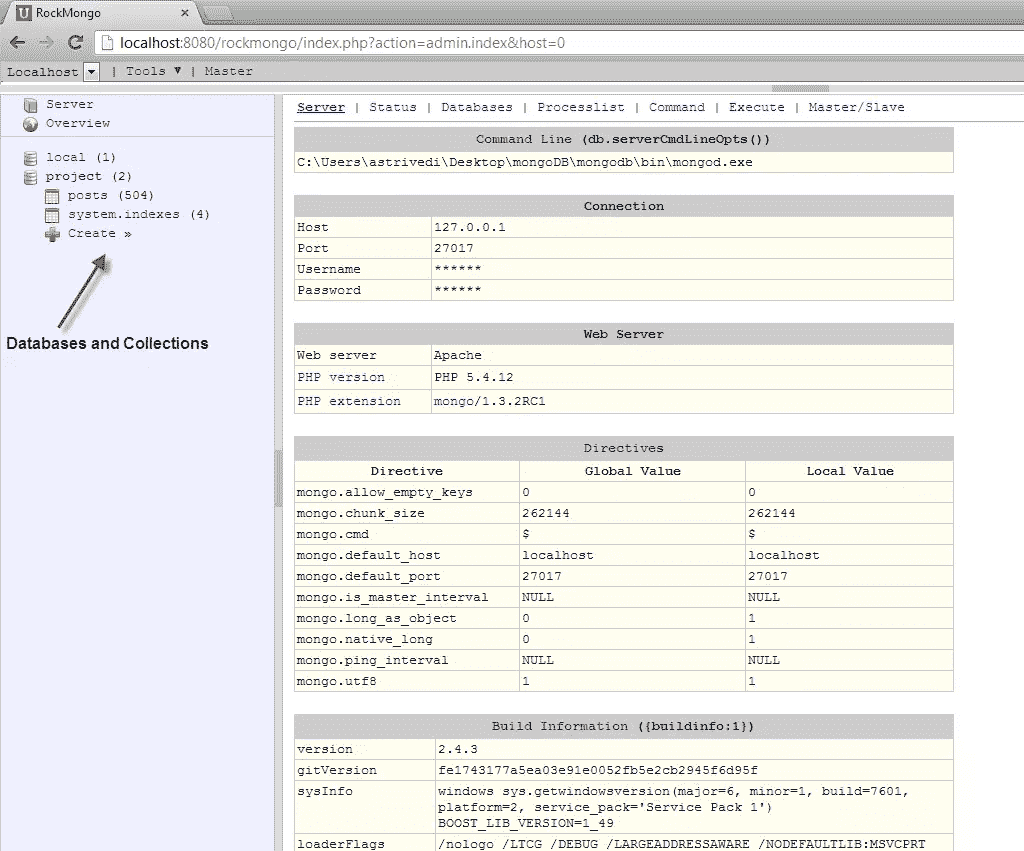 RockMongo
localhost:8080/rockmongo/index.php?action=admin.index&host=0
Localhost | Tools ▼ | Master
Server
Overview
local (1)
project (2)
posts (504)
system.indexes (4)
Create »
Databases and Collections
Server | Status | Databases | Processlist | Command | Execute | Master/Slave
Command Line (db.serverCmdLineOpts())
C:\Users\astrivedi\Desktop\mongoDB\mongodb\bin\mongod.exe
Connection
Host 127.0.0.1
Port 27017
Username ******
Password ******
Web Server
Web server Apache
PHP version PHP 5.4.12
PHP extension mongo/1.3.2RC1
Directives
Directive Global Value Local Value
mongo.allow_empty_keys 0 0
mongo.chunk_size 262144 262144
mongo.cmd $ $
mongo.default_host localhost localhost
mongo.default_port 27017 27017
mongo.is_master_interval NULL NULL
mongo.long_as_object 0 1
mongo.native_long 0 1
mongo.ping_interval NULL NULL
mongo.utf8 1 1
Build Information ({buildinfo:1})
version 2.4.3
gitVersion fe1743177a5ea03e91e0052fb5e2cb2945f6d95f
sysInfo windows sys.getwindowsversion(major=6, minor=1, build=7601,
platform=2, service_pack='Service Pack 1')
BOOST_LIB_VERSION=1_49
loaderFlags /nologo /LTCG /DEBUG /LARGEADDRESSAWARE /NODEFAULTLIB:MSVCPRT